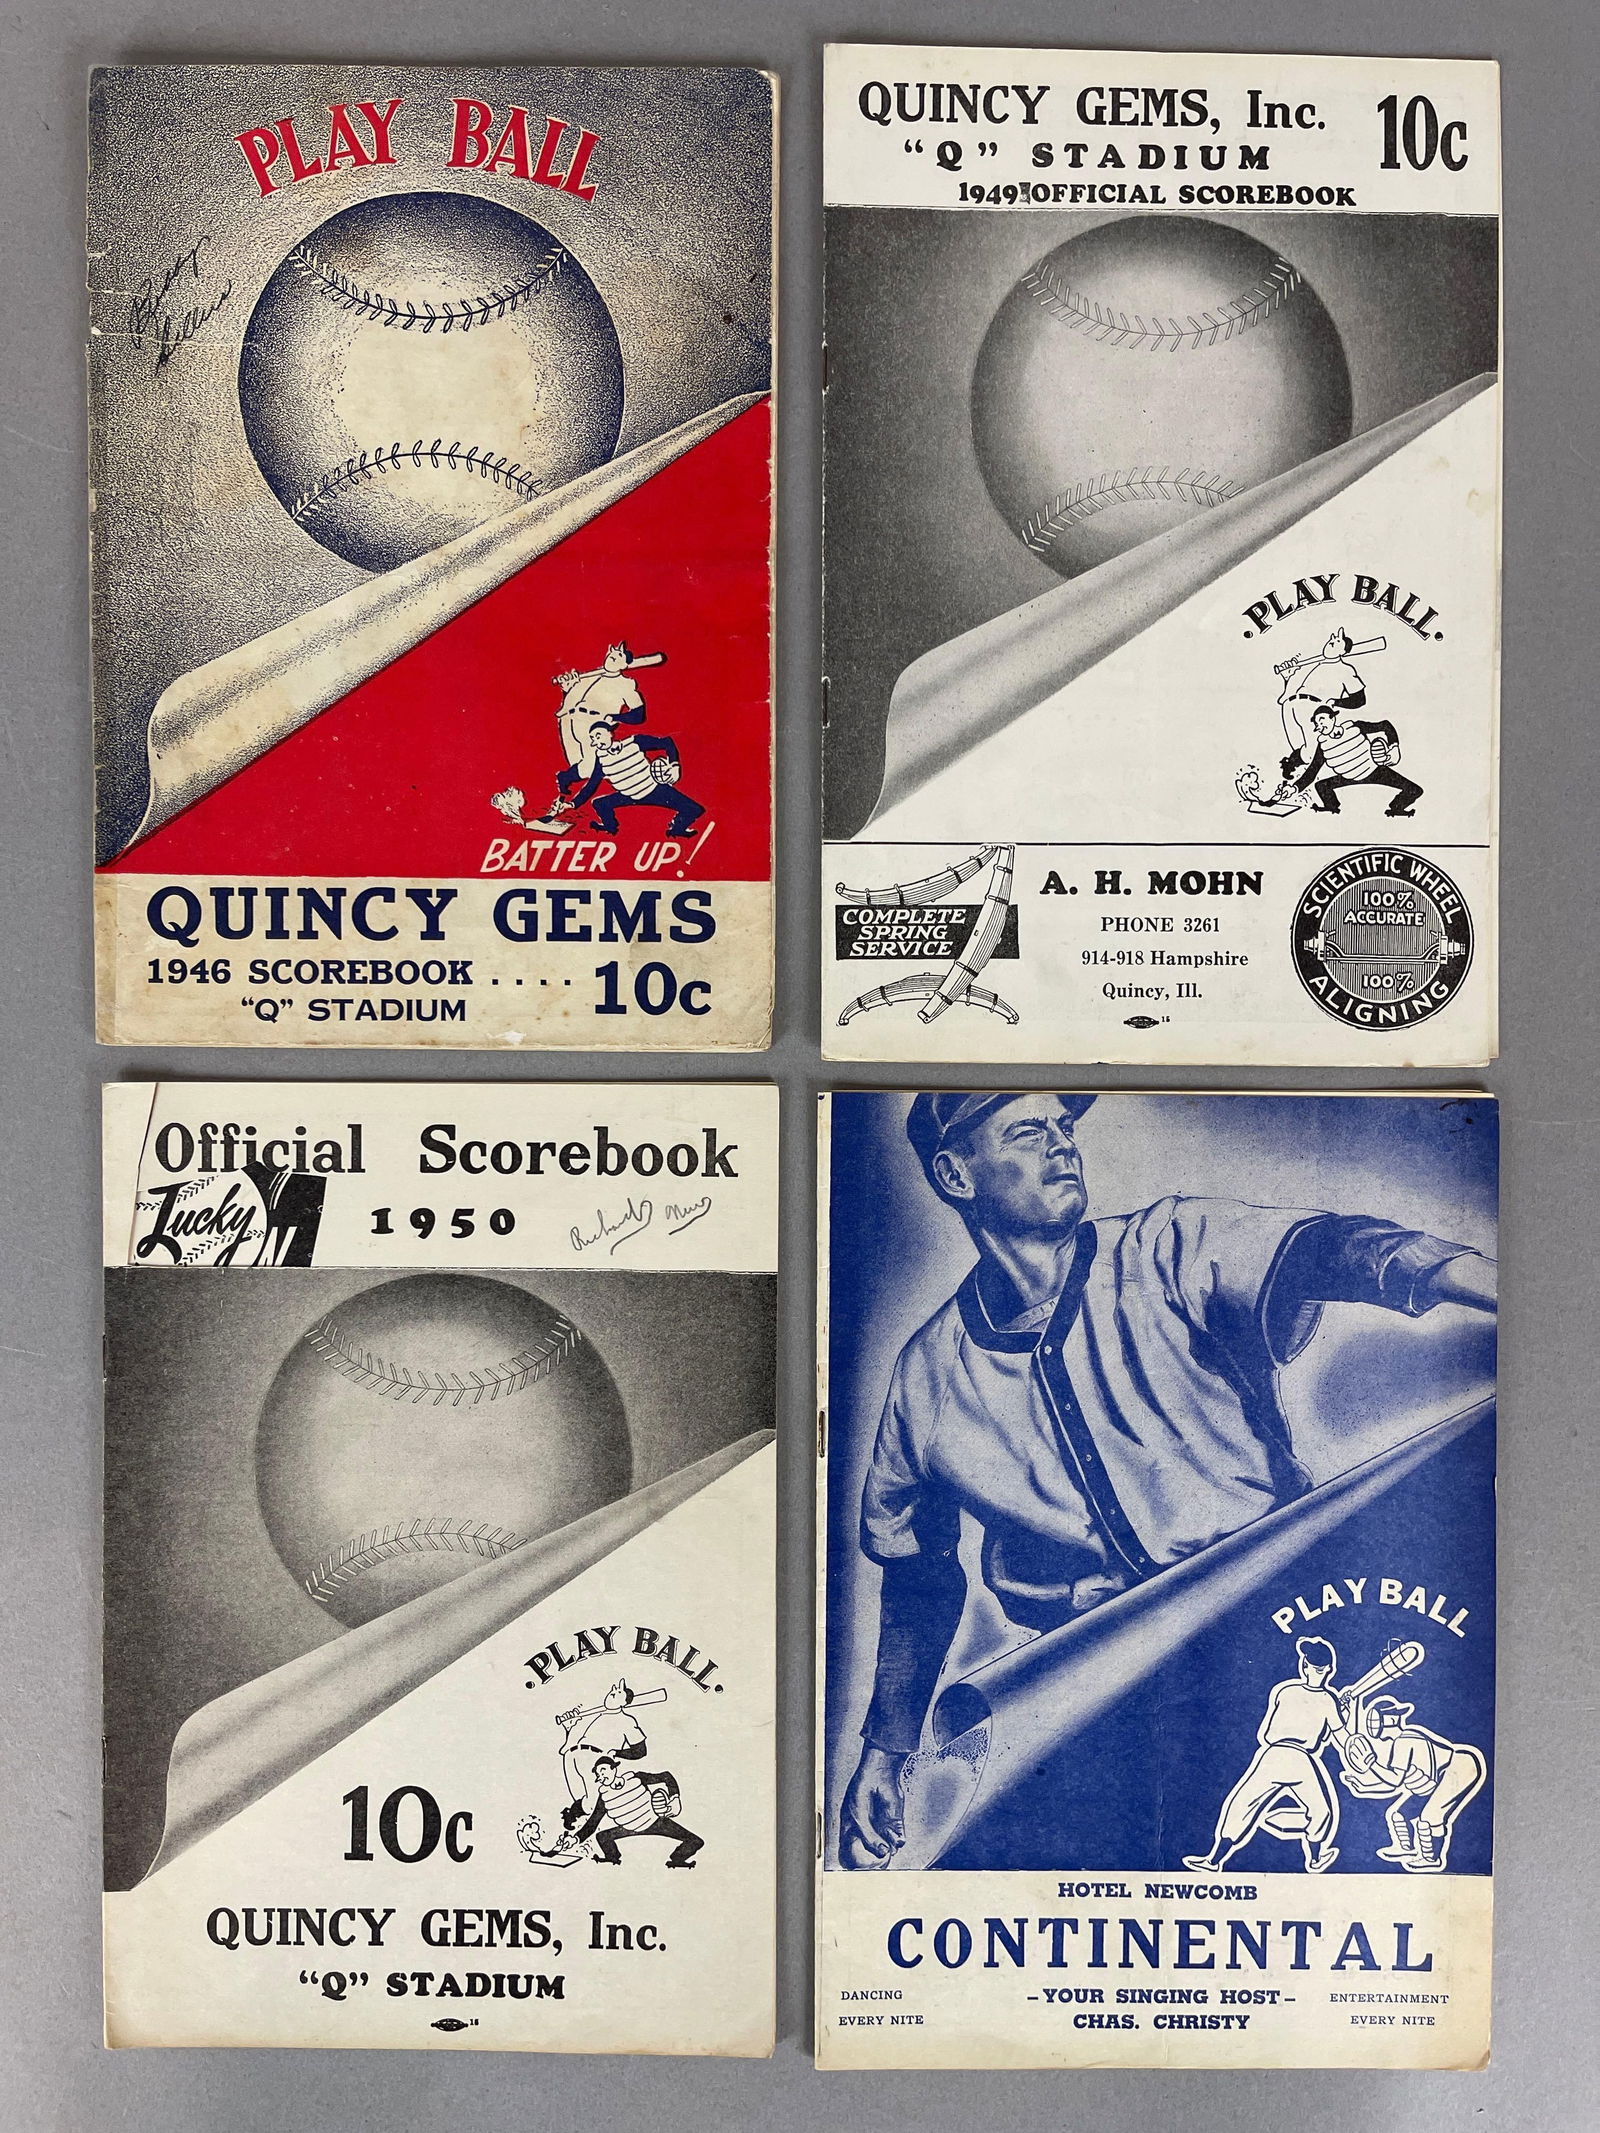 PLAY BALL
BATTER UP!
QUINCY GEMS
1946 SCOREBOOK .... 10c
"Q" STADIUM
QUINCY GEMS, Inc. 10c
"Q" STADIUM
1949 OFFICIAL SCOREBOOK
PLAY BALL
COMPLETE
SPRING
SERVICE
A. H. MOHN
PHONE 3261
914-918 Hampshire
Quincy, Ill.
15
SCIENTIFIC WHEEL
100%
ACCURATE
100%
ALIGNING
Official Scorebook
Lucky
1950
Richard
PLAY BALL
10c
QUINCY GEMS, Inc.
"Q" STADIUM
15
PLAY BALL
HOTEL NEWCOMB
CONTINENTAL
DANCING
EVERY NITE
-YOUR SINGING HOST-
CHAS. CHRISTY
ENTERTAINMENT
EVERY NITE